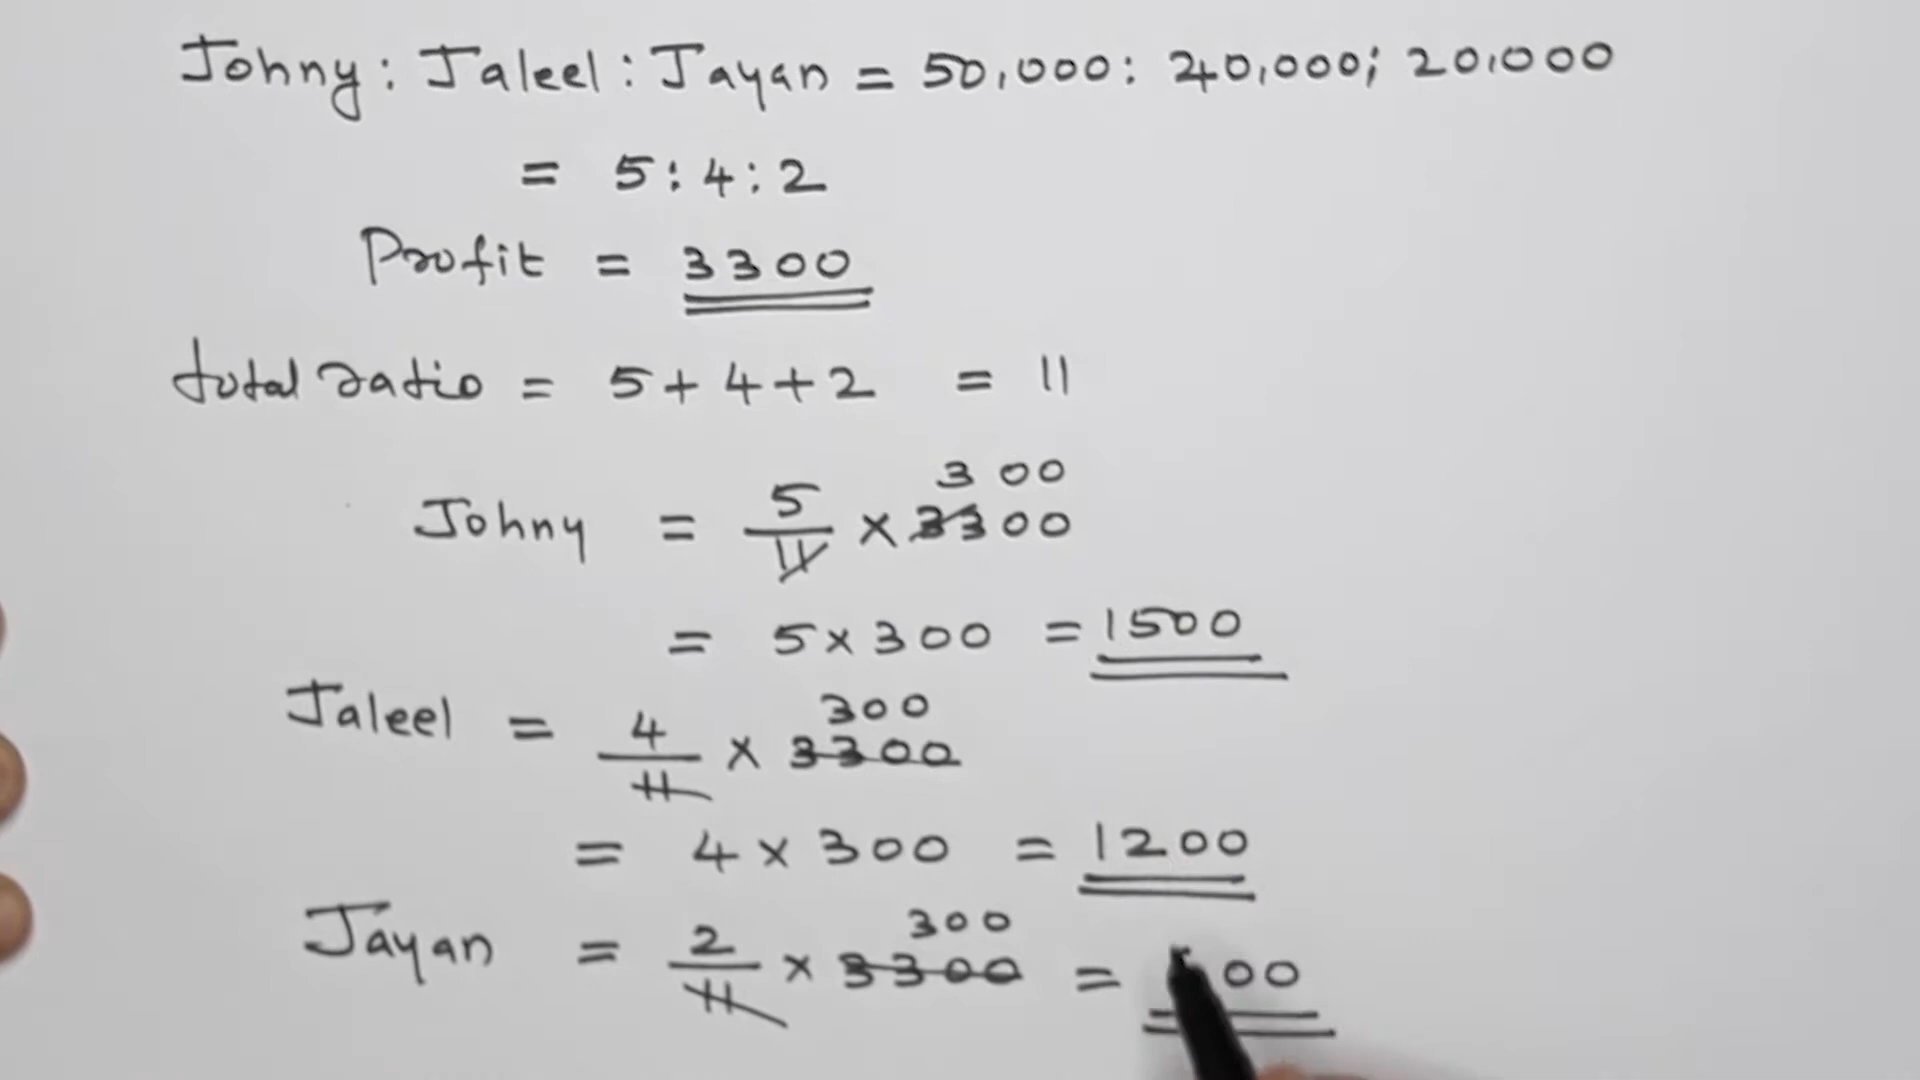 Johny : Jaleel : Jayan = 50,000 : 40,000 ; 20,000
= 5 : 4 : 2
Profit = 3300
total ratio = 5 + 4 + 2 = 11
300
Johny = 5/11 × 3300
= 5 × 300 = 1500
300
Jaleel = 4/11 × 3300
= 4 × 300 = 1200
300
Jayan = 2/11 × 3300 = 00